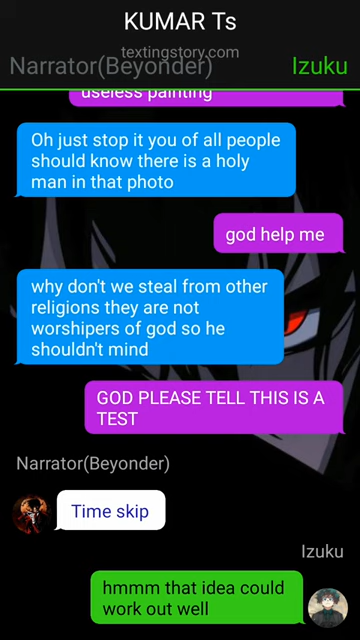 KUMAR Ts
textingstory.com
Narrator(Beyonder)
Izuku
useless painting
Oh just stop it you of all people
should know there is a holy
man in that photo
god help me
why don't we steal from other
religions they are not
worshipers of god so he
shouldn't mind
GOD PLEASE TELL THIS IS A
TEST
Narrator(Beyonder)
Time skip
Izuku
hmmm that idea could
work out well